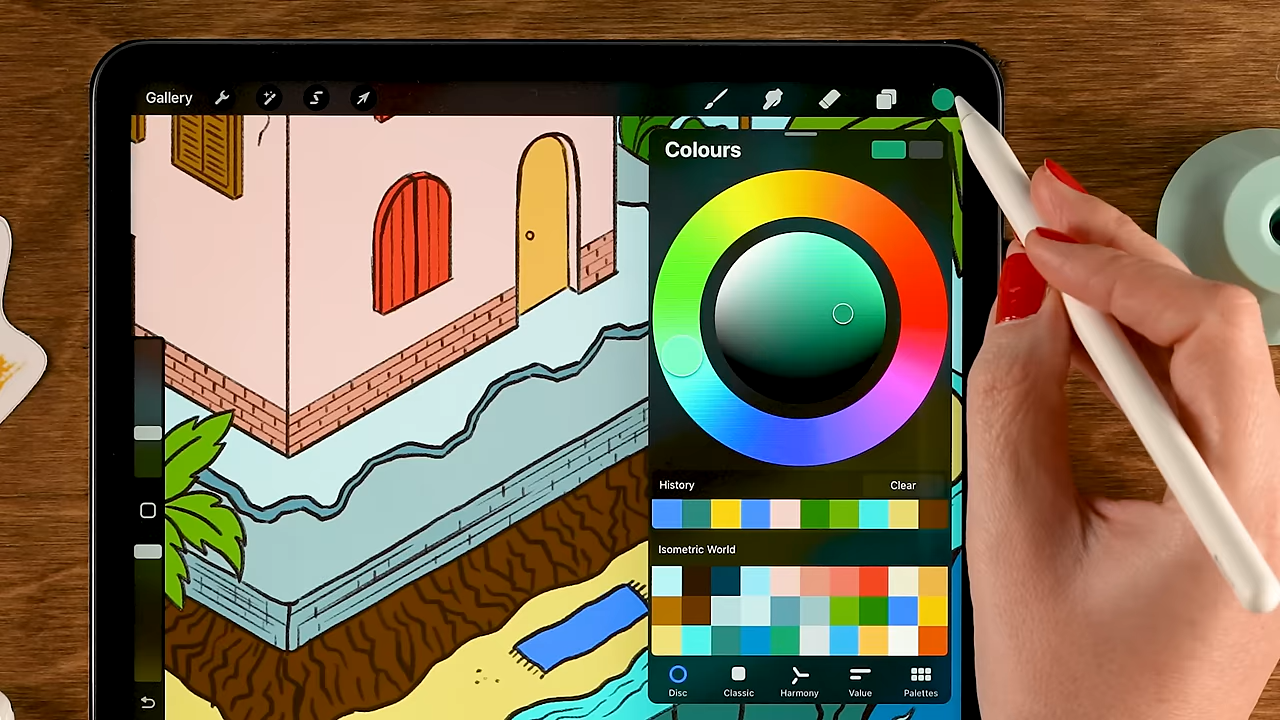 Gallery
Colours
History
Clear
Isometric World
Disc
Classic
Harmony
Value
Palettes